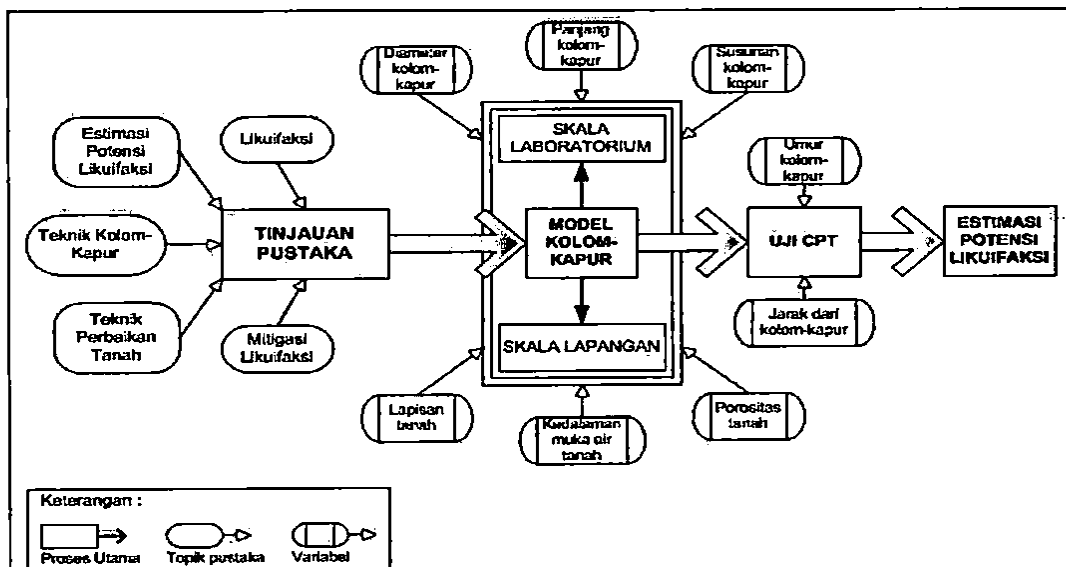 Diameter
kolom-
kapur
Panjang
kolom-
kapur
Susunan
kolom-
kapur
Estimasi
Potensi
Likuifaksi
Likuifaksi
SKALA
LABORATORIUM
Umur
kolom-
kapur
Teknik Kolom-
Kapur
TINJAUAN
PUSTAKA
MODEL
KOLOM-
KAPUR
UJI CPT
ESTIMASI
POTENSI
LIKUIFAKSI
Teknik
Perbaikan
Tanah
Mitigasi
Likuifaksi
SKALA LAPANGAN
Jarak dari
kolom-kapur
Lapisan
tanah
Kedalaman
muka air
tanah
Porositas
tanah
Keterangan :
Proses Utama
Topik pustaka
Variabel